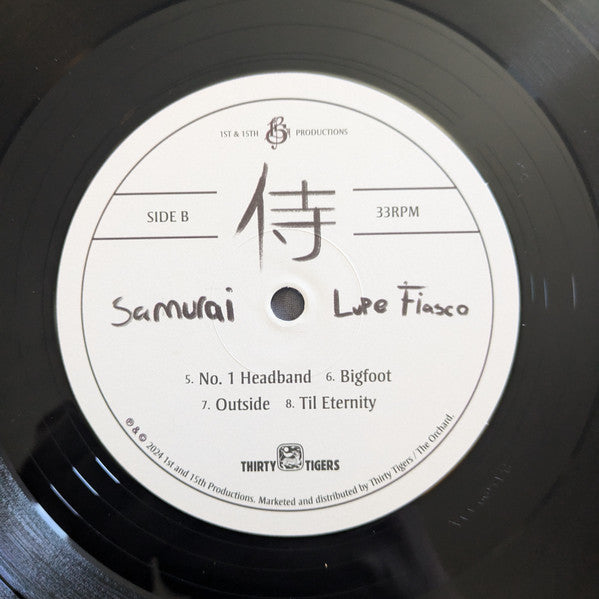 1ST & 15TH PRODUCTIONS
SIDE B 侍 33RPM
Samurai Lupe Fiasco
5. No. 1 Headband 6. Bigfoot
7. Outside 8. Til Eternity
THIRTY TIGERS
℗ & © 2024 1st and 15th Productions. Marketed and distributed by Thirty Tigers / The Orchard.